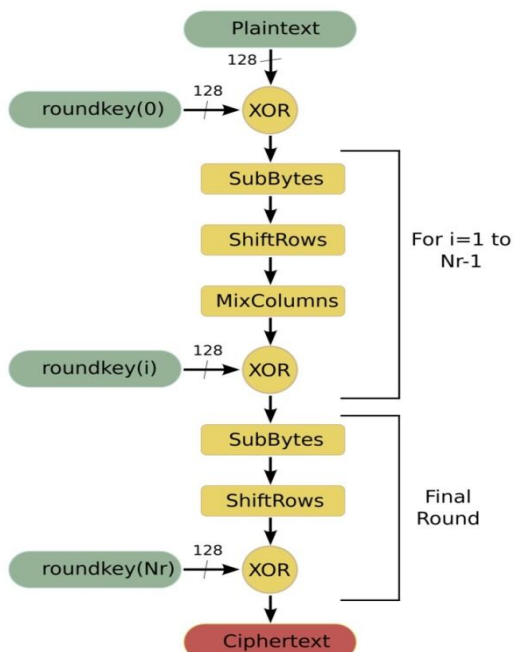 Plaintext
128
128
roundkey(0)
XOR
SubBytes
ShiftRows
For i=1 to
Nr-1
MixColumns
128
roundkey(i)
XOR
SubBytes
ShiftRows
Final
Round
128
roundkey(Nr)
XOR
Ciphertext